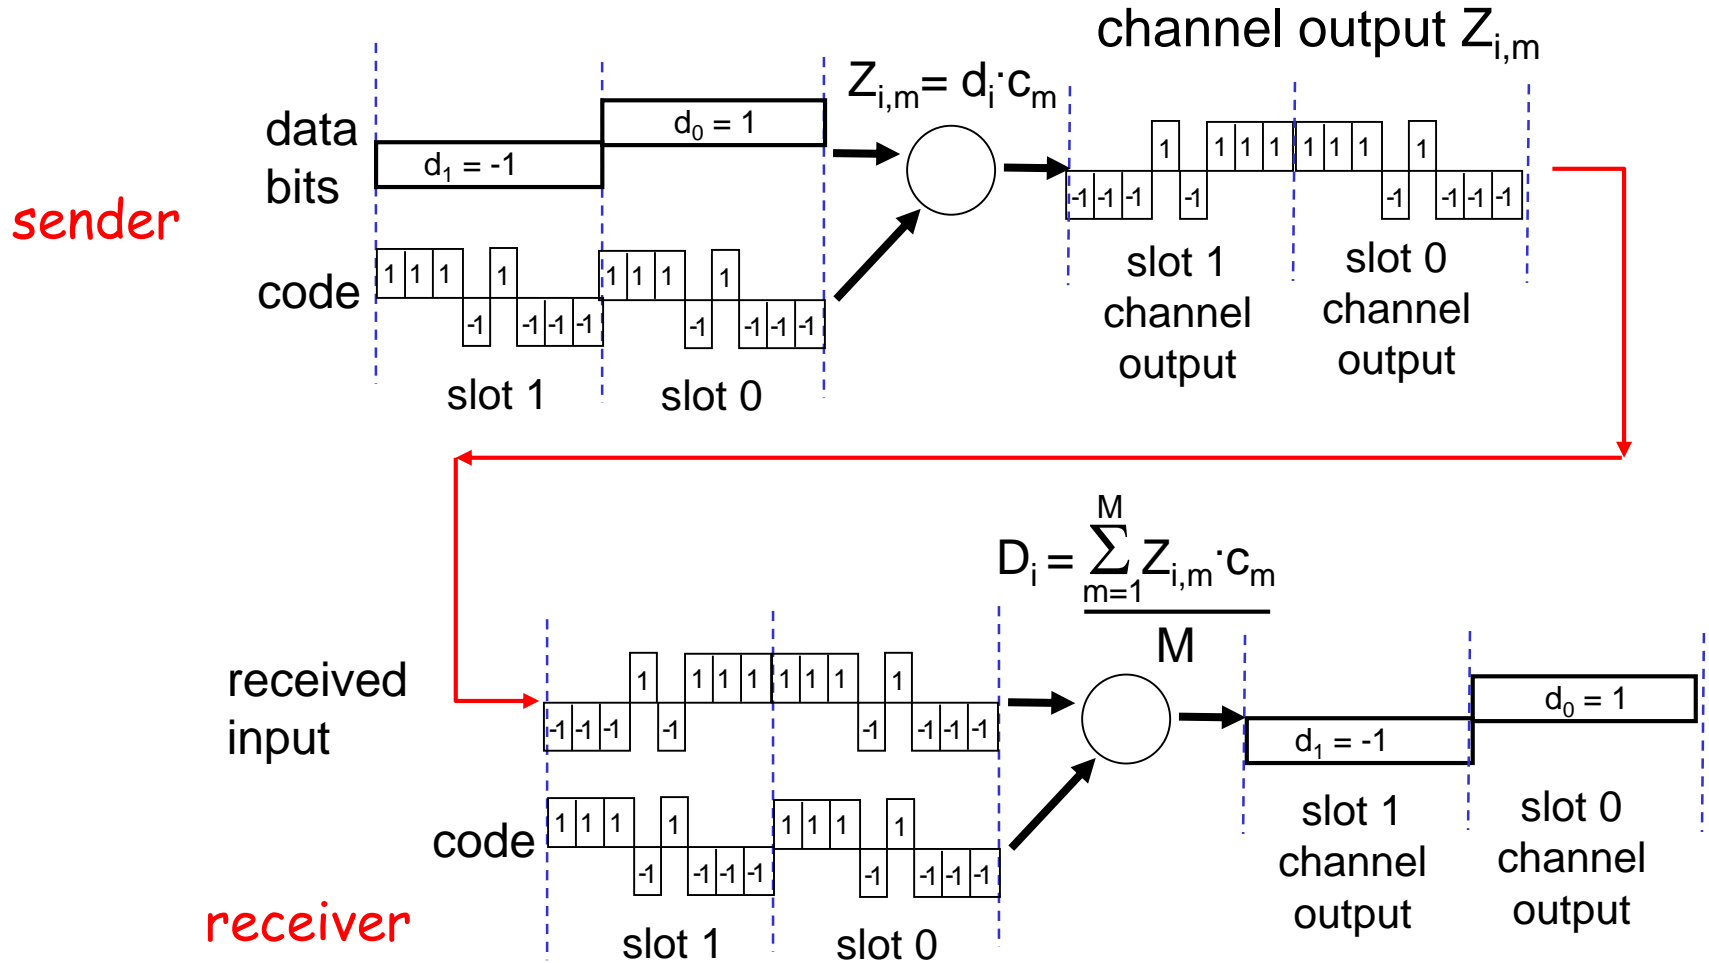 channel output Z_{i,m}
Z_{i,m}= d_i·c_m
data bits
d_1 = -1
d_0 = 1
sender
code
1 1 1 -1 1 -1 -1 -1
1 1 1 -1 1 -1 -1 -1
slot 1
slot 0
-1 -1 -1 1 -1 1 1 1
1 1 1 -1 1 -1 -1 -1
slot 1
channel
output
slot 0
channel
output
D_i = Σ_{m=1}^{M} Z_{i,m}·c_m
M
received
input
-1 -1 -1 1 -1 1 1 1
1 1 1 -1 1 -1 -1 -1
code
1 1 1 -1 1 -1 -1 -1
1 1 1 -1 1 -1 -1 -1
receiver
slot 1
slot 0
d_1 = -1
d_0 = 1
slot 1
channel
output
slot 0
channel
output